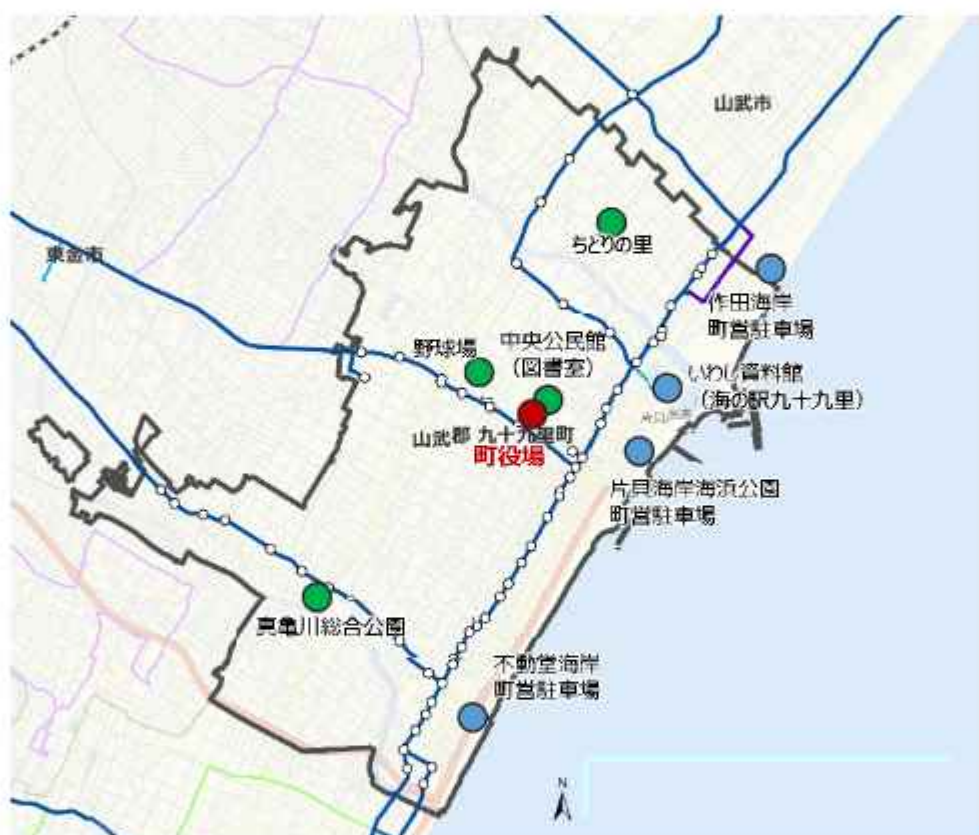 山武市
ちとりの里
東金市
作田海岸
町営駐車場
中央公民館
(図書室)
野球場
いわし資料館
(海の駅九十九里)
山武郡 九十九里町
町役場
片貝海岸海浜公園
町営駐車場
真亀川総合公園
不動堂海岸
町営駐車場
N